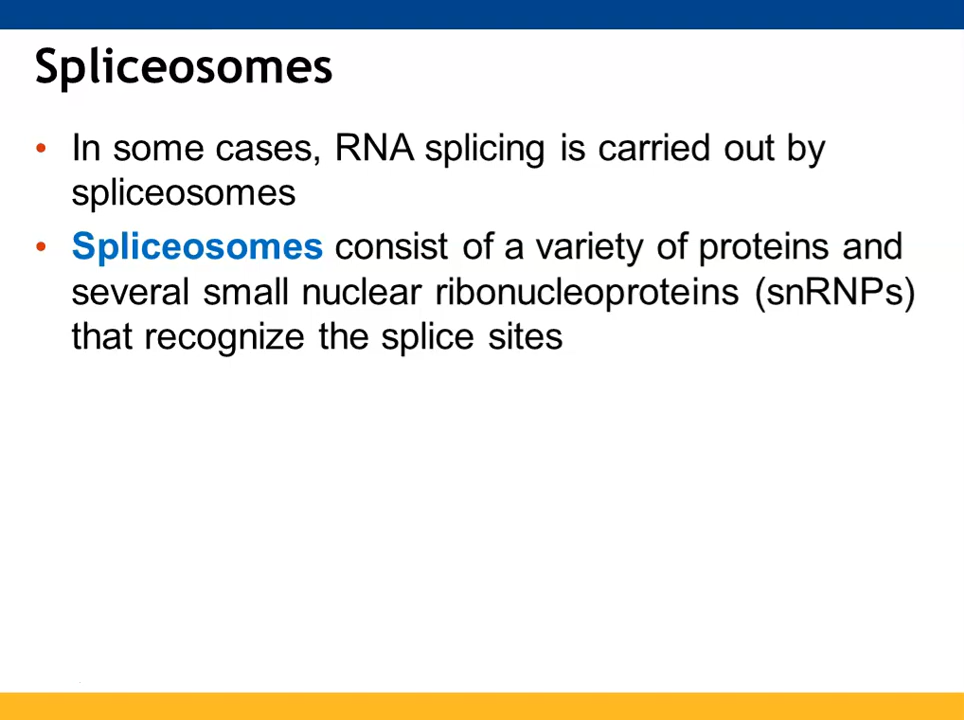 Spliceosomes
• In some cases, RNA splicing is carried out by
spliceosomes
• Spliceosomes consist of a variety of proteins and
several small nuclear ribonucleoproteins (snRNPs)
that recognize the splice sites